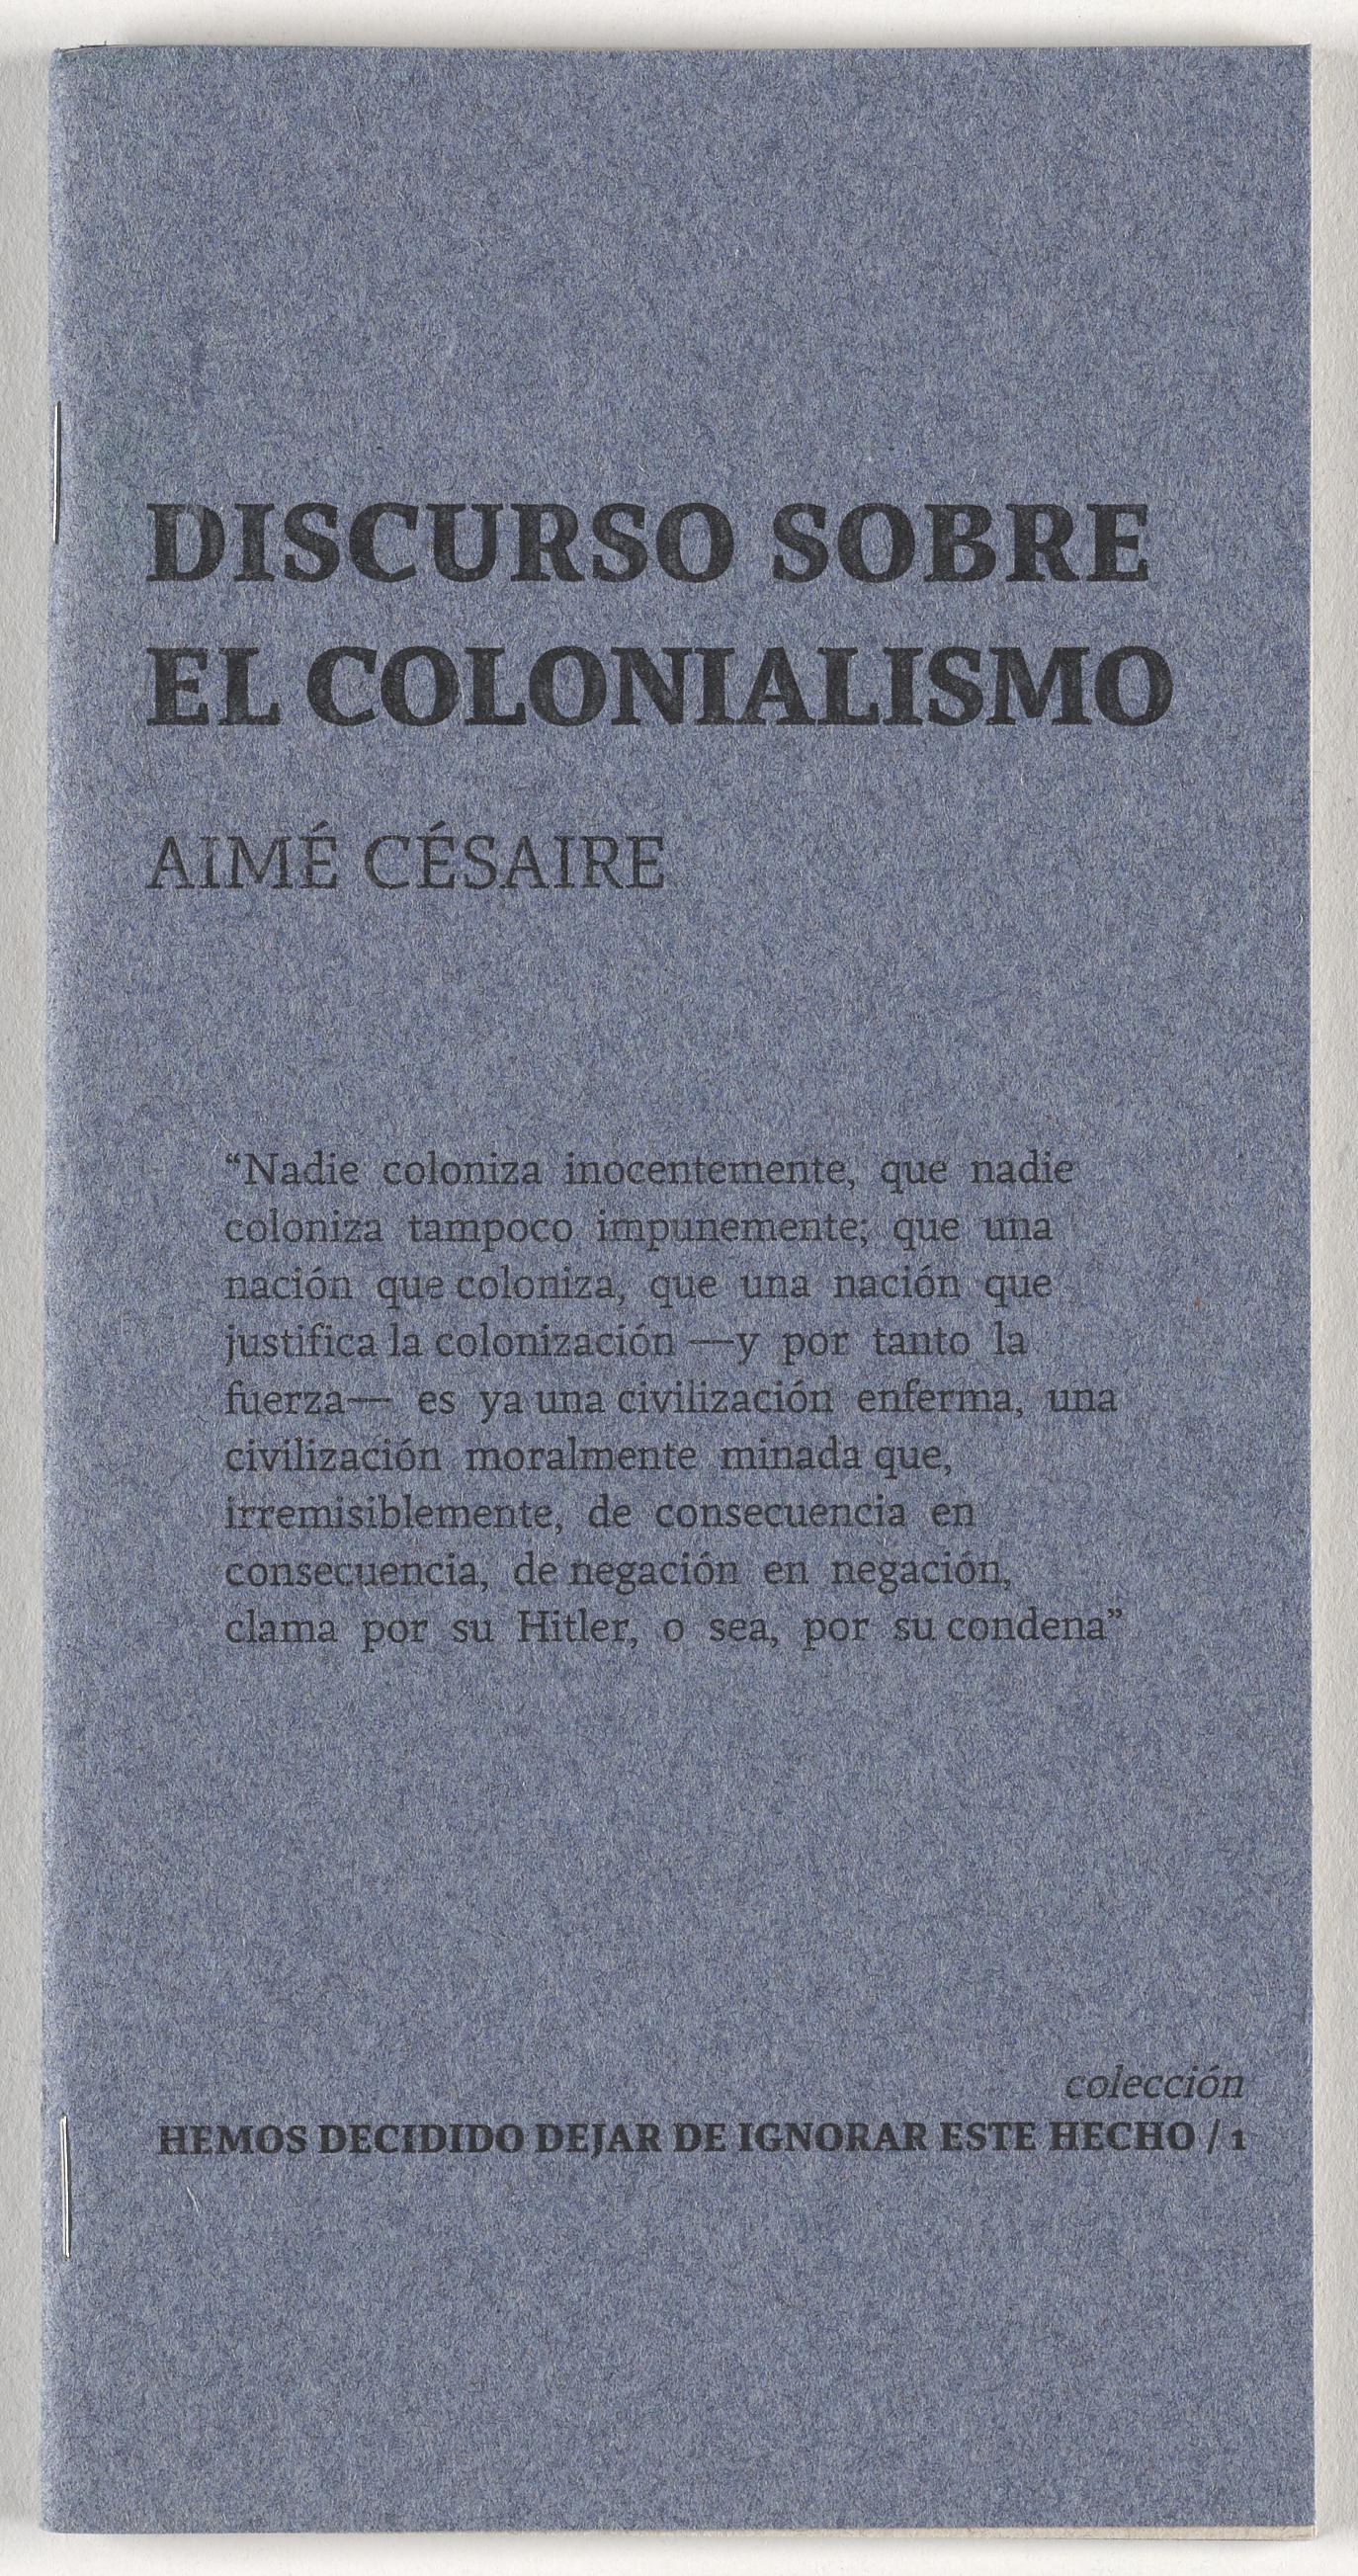 DISCURSO SOBRE
EL COLONIALISMO
AIMÉ CÉSAIRE
“Nadie coloniza inocentemente, que nadie
coloniza tampoco impunemente; que una
nación que coloniza, que una nación que
justifica la colonización —y por tanto la
fuerza— es ya una civilización enferma, una
civilización moralmente minada que,
irremisiblemente, de consecuencia en
consecuencia, de negación en negación,
clama por su Hitler, o sea, por su condena”
colección
HEMOS DECIDIDO DEJAR DE IGNORAR ESTE HECHO / 1